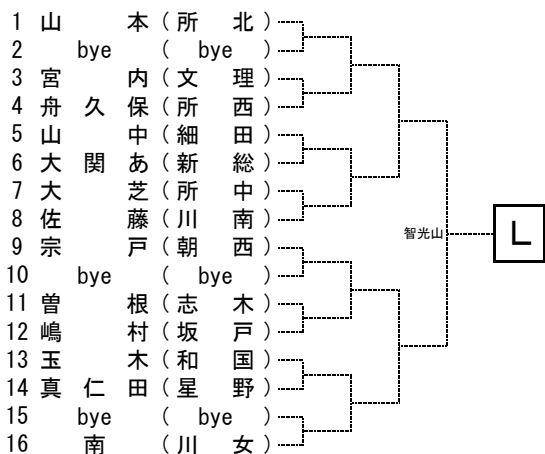 1 山本(所北)
2 bye(bye)
3 宮内(文理)
4 舟久保(所西)
5 山中(細田)
6 大関あ(新総)
7 大芝(所中)
8 佐藤(川南)
智光山
L
9 宗戸(朝西)
10 bye(bye)
11 曽根(志木)
12 嶋村(坂戸)
13 玉木(和国)
14 真仁田(星野)
15 bye(bye)
16 南(川女)